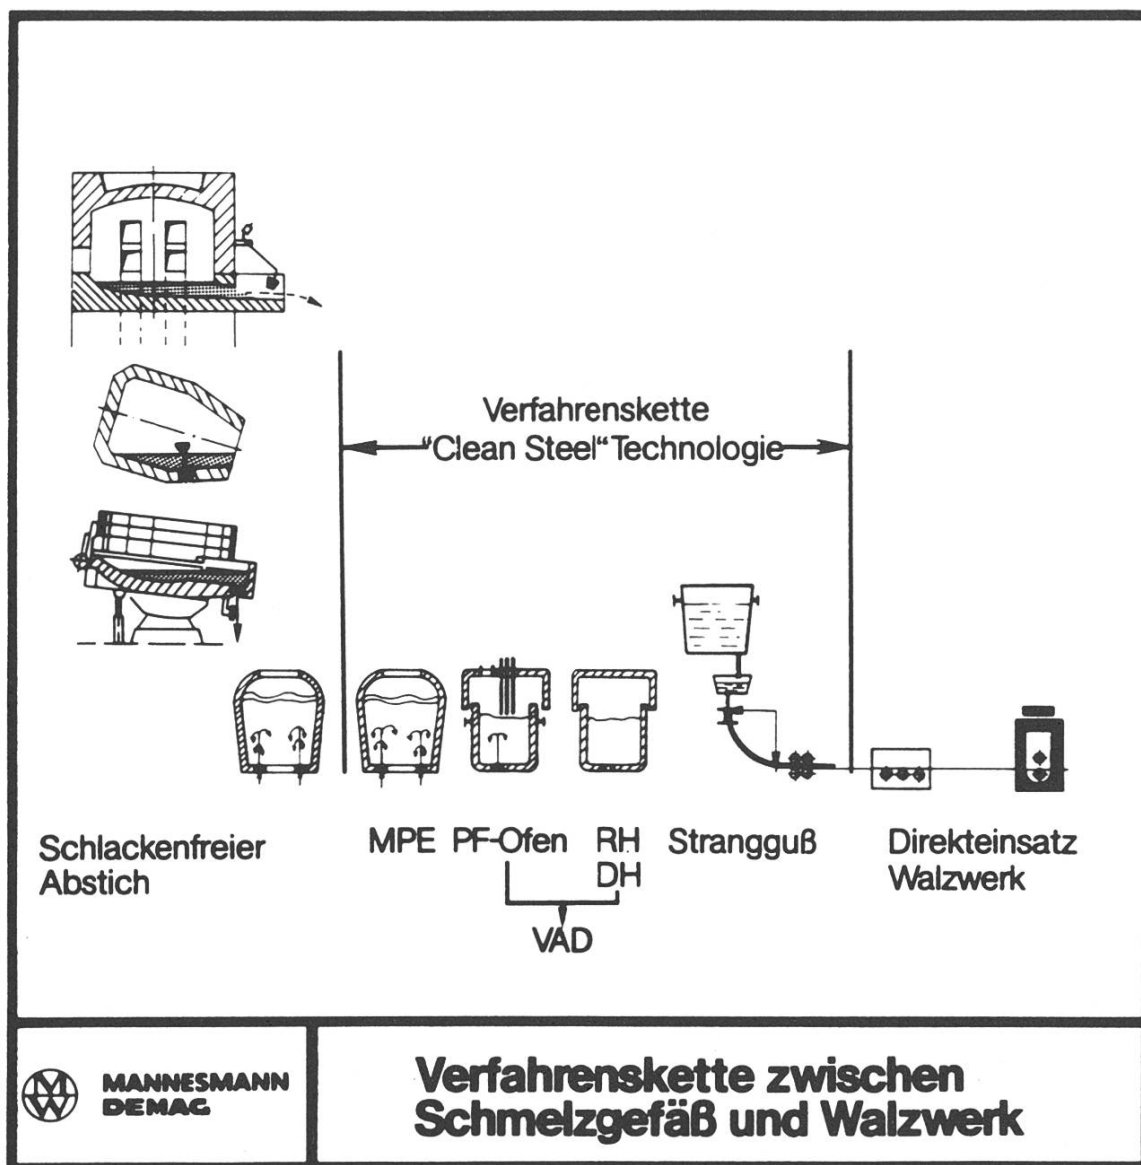 Verfahrenskette
"Clean Steel“ Technologie
Schlackenfreier
Abstich
MPE
PF-Ofen
RH
DH
VAD
Strangguß
Direkteinsatz
Walzwerk
MANNESMANN
DEMAG
Verfahrenskette zwischen
Schmelzgefäß und Walzwerk